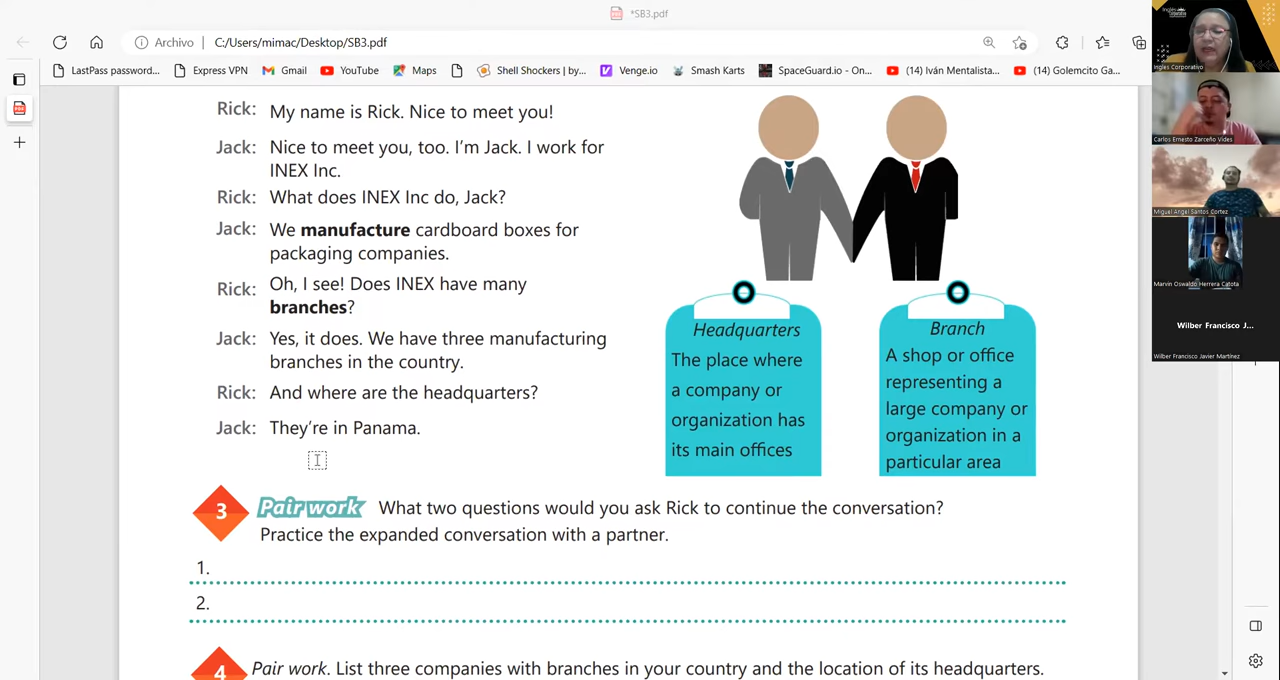 *SB3.pdf
Archivo C:/Users/mimac/Desktop/SB3.pdf
LastPass password... Express VPN Gmail YouTube Maps Shell Shockers | by... Venge.io Smash Karts SpaceGuard.io - On... (14) Iván Mentalista... (14) Golemcito Ga...
Rick: My name is Rick. Nice to meet you!
Jack: Nice to meet you, too. I'm Jack. I work for
INEX Inc.
Rick: What does INEX Inc do, Jack?
Jack: We manufacture cardboard boxes for
packaging companies.
Rick: Oh, I see! Does INEX have many
branches?
Jack: Yes, it does. We have three manufacturing
branches in the country.
Rick: And where are the headquarters?
Jack: They're in Panama.
Headquarters
The place where
a company or
organization has
its main offices
Branch
A shop or office
representing a
large company or
organization in a
particular area
3 Pair work What two questions would you ask Rick to continue the conversation?
Practice the expanded conversation with a partner.
1.
2.
4 Pair work. List three companies with branches in your country and the location of its headquarters.
Inglés Corporativo
Carlos Ernesto Zarceño Vides
Miguel Angel Santos Cortez
Marvin Oswaldo Herrera Catota
Wilber Francisco J...
Wilber Francisco Javier Martínez